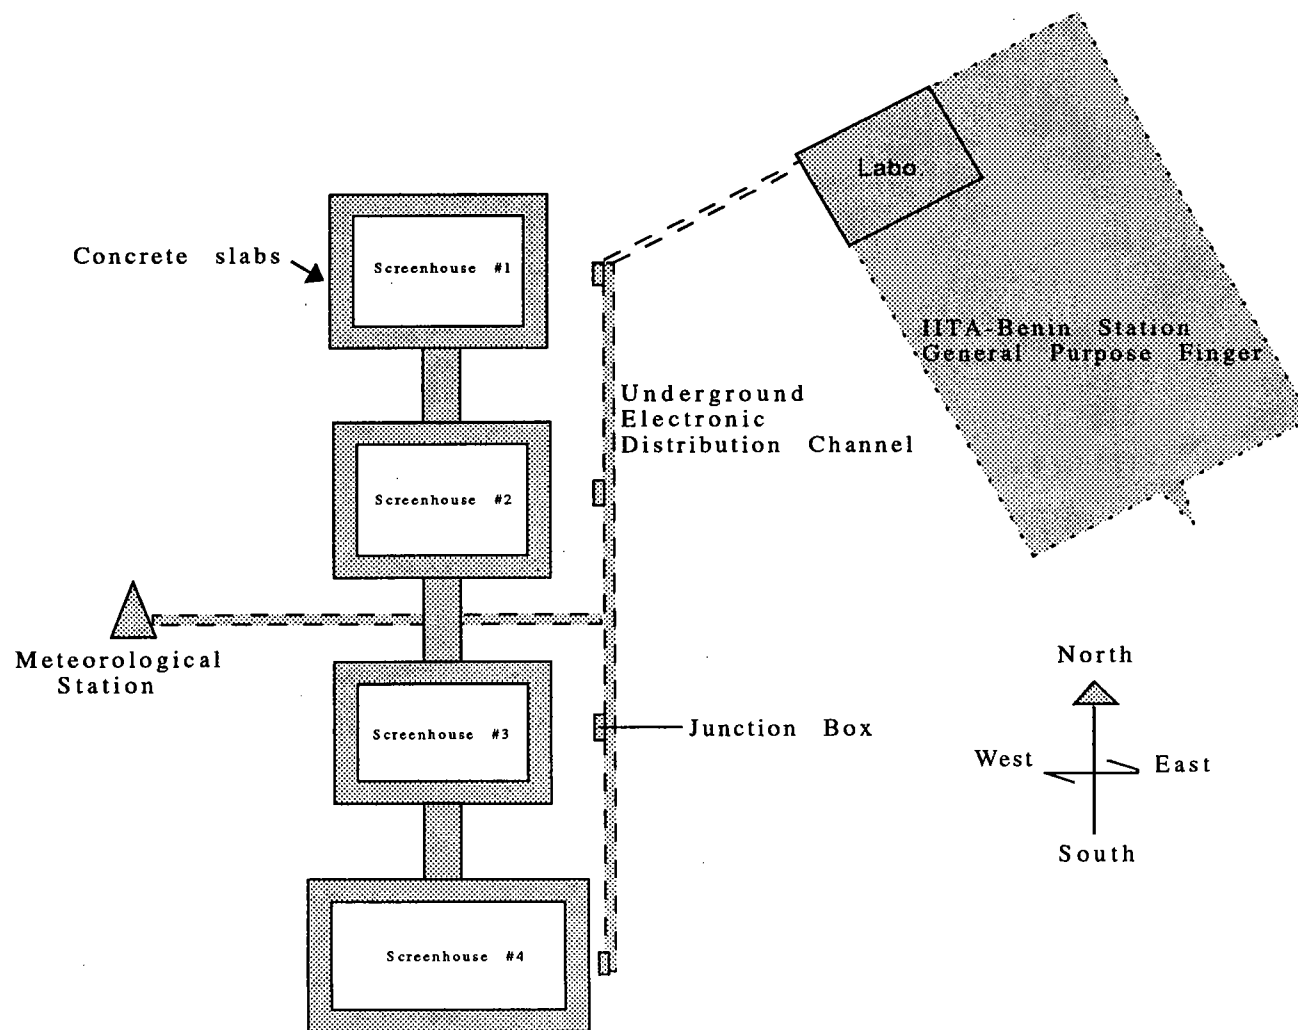 Labo
Concrete slabs
Screenhouse #1
IITA-Benin Station
General Purpose Finger
Underground
Electronic
Distribution Channel
Screenhouse #2
Meteorological
Station
North
Screenhouse #3
Junction Box
West
East
South
Screenhouse #4